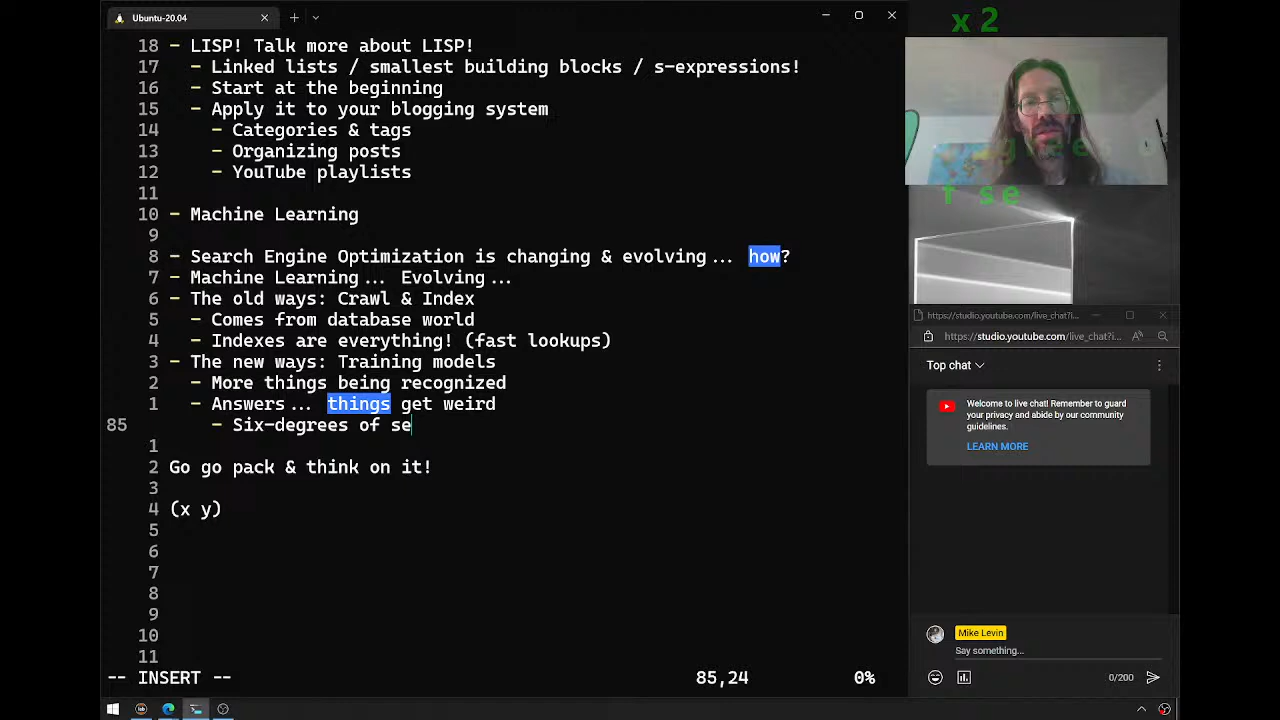 Ubuntu-20.04
18 - LISP! Talk more about LISP!
17 - Linked lists / smallest building blocks / s-expressions!
16 - Start at the beginning
15 - Apply it to your blogging system
14 - Categories & tags
13 - Organizing posts
12 - YouTube playlists
11
10 - Machine Learning
9
8 - Search Engine Optimization is changing & evolving... how?
7 - Machine Learning... Evolving...
6 - The old ways: Crawl & Index
5 - Comes from database world
4 - Indexes are everything! (fast lookups)
3 - The new ways: Training models
2 - More things being recognized
1 - Answers... things get weird
85 - Six-degrees of se
1
2 Go go pack & think on it!
3
4 (x y)
5
6
7
8
9
10
11
-- INSERT -- 85,24 0%
x 2
grees o
f se
https://studio.youtube.com/live_chat?i...
https://studio.youtube.com/live_chat?i...
Top chat
Welcome to live chat! Remember to guard
your privacy and abide by our community
guidelines.
LEARN MORE
Mike Levin
Say something...
0/200